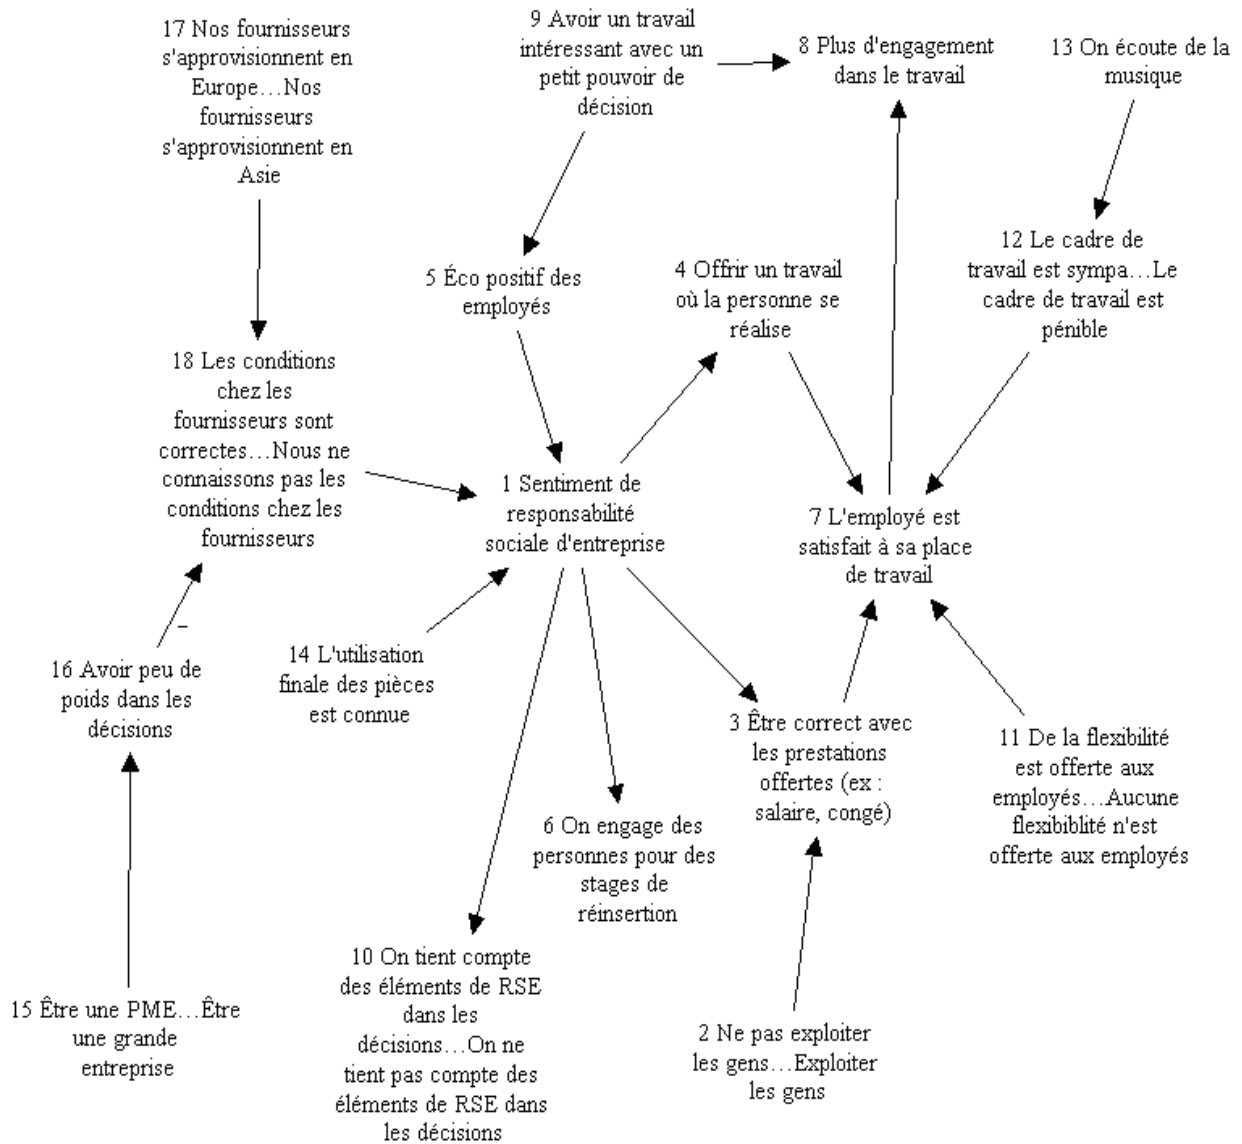 17 Nos fournisseurs
s'approvisionnent en
Europe…Nos
fournisseurs
s'approvisionnent en
Asie
9 Avoir un travail
intéressant avec un
petit pouvoir de
décision
8 Plus d'engagement
dans le travail
13 On écoute de la
musique
5 Éco positif des
employés
4 Offrir un travail
où la personne se
réalise
12 Le cadre de
travail est sympa…Le
cadre de travail est
pénible
18 Les conditions
chez les
fournisseurs sont
correctes…Nous ne
connaissons pas les
conditions chez les
fournisseurs
1 Sentiment de
responsabilité
sociale d'entreprise
7 L'employé est
satisfait à sa place
de travail
–
16 Avoir peu de
poids dans les
décisions
14 L'utilisation
finale des pièces
est connue
3 Être correct avec
les prestations
offertes (ex :
salaire, congé)
11 De la flexibilité
est offerte aux
employés…Aucune
flexibiblité n'est
offerte aux employés
6 On engage des
personnes pour des
stages de
réinsertion
15 Être une PME…Être
une grande
entreprise
10 On tient compte
des éléments de RSE
dans les
décisions…On ne
tient pas compte des
éléments de RSE dans
les décisions
2 Ne pas exploiter
les gens…Exploiter
les gens